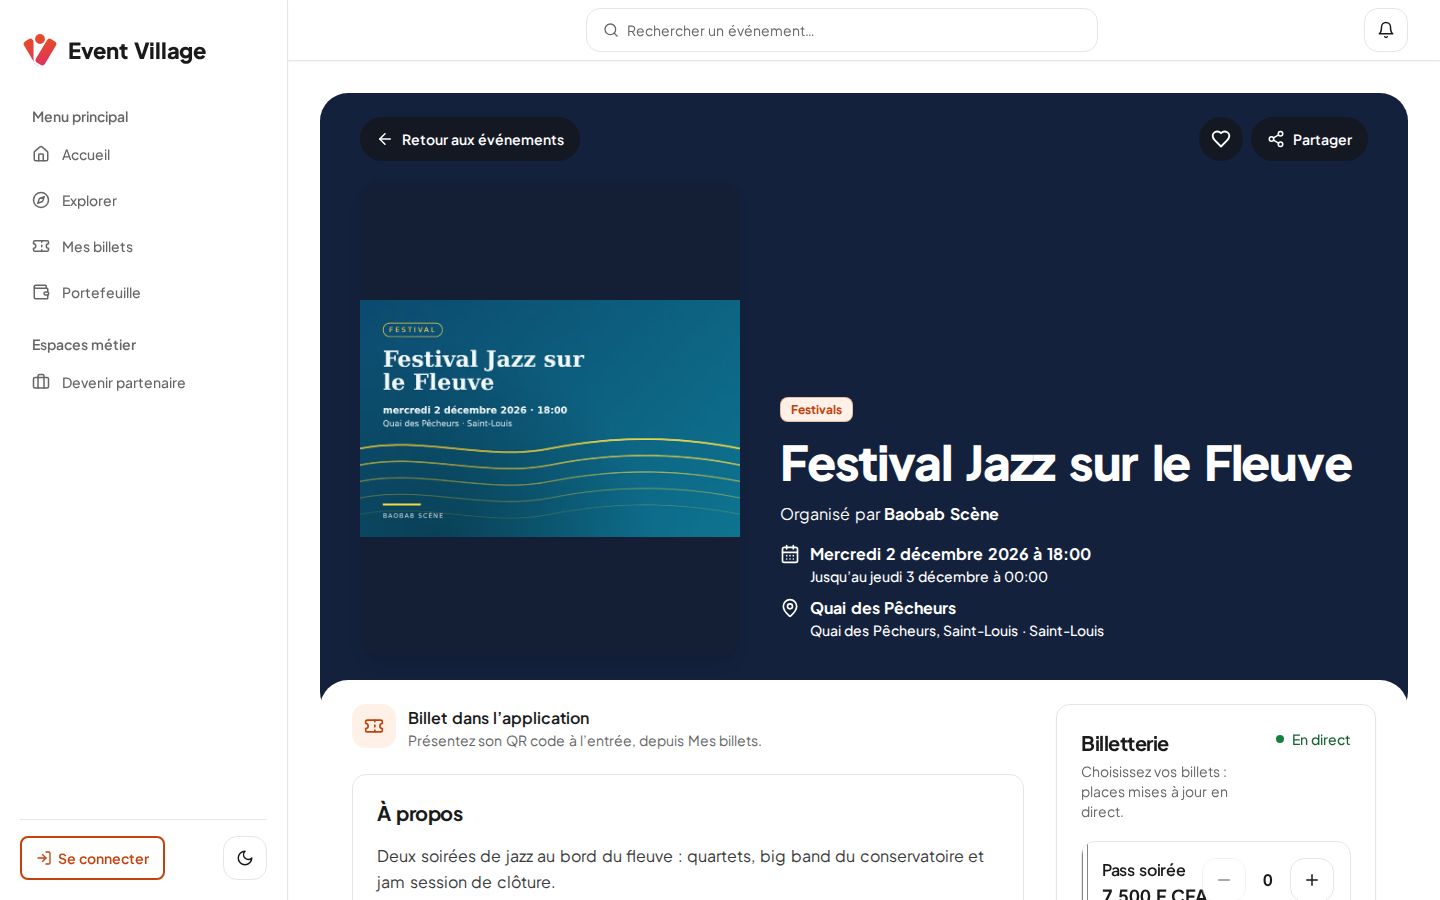 Event Village
Menu principal
Accueil
Explorer
Mes billets
Portefeuille
Espaces métier
Devenir partenaire
Se connecter
Rechercher un événement…
Retour aux événements
Partager
FESTIVAL
Festival Jazz sur
le Fleuve
mercredi 2 décembre 2026 · 18:00
Quai des Pêcheurs · Saint-Louis
BAOBAB SCÈNE
Festivals
Festival Jazz sur le Fleuve
Organisé par Baobab Scène
Mercredi 2 décembre 2026 à 18:00
Jusqu’au jeudi 3 décembre à 00:00
Quai des Pêcheurs
Quai des Pêcheurs, Saint-Louis · Saint-Louis
Billet dans l’application
Présentez son QR code à l’entrée, depuis Mes billets.
À propos
Deux soirées de jazz au bord du fleuve : quartets, big band du conservatoire et
jam session de clôture.
Billetterie
En direct
Choisissez vos billets :
places mises à jour en
direct.
Pass soirée
7 500 F CFA
0